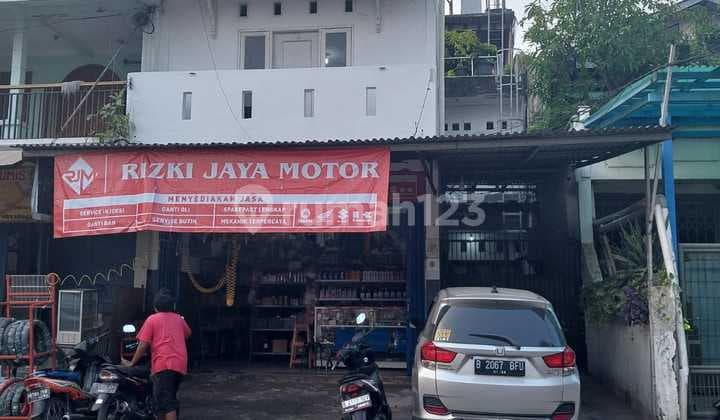 RJM
RIZKI JAYA MOTOR
MENYEDIAKAN JASA
SERVICE INJEKSI
GANTI OLI
SPAREPART LENGKAP
GANTI BAN
SERVISE RUTIN
MEKANIK TERPERCAYA
rumah123
B 2067 BFU